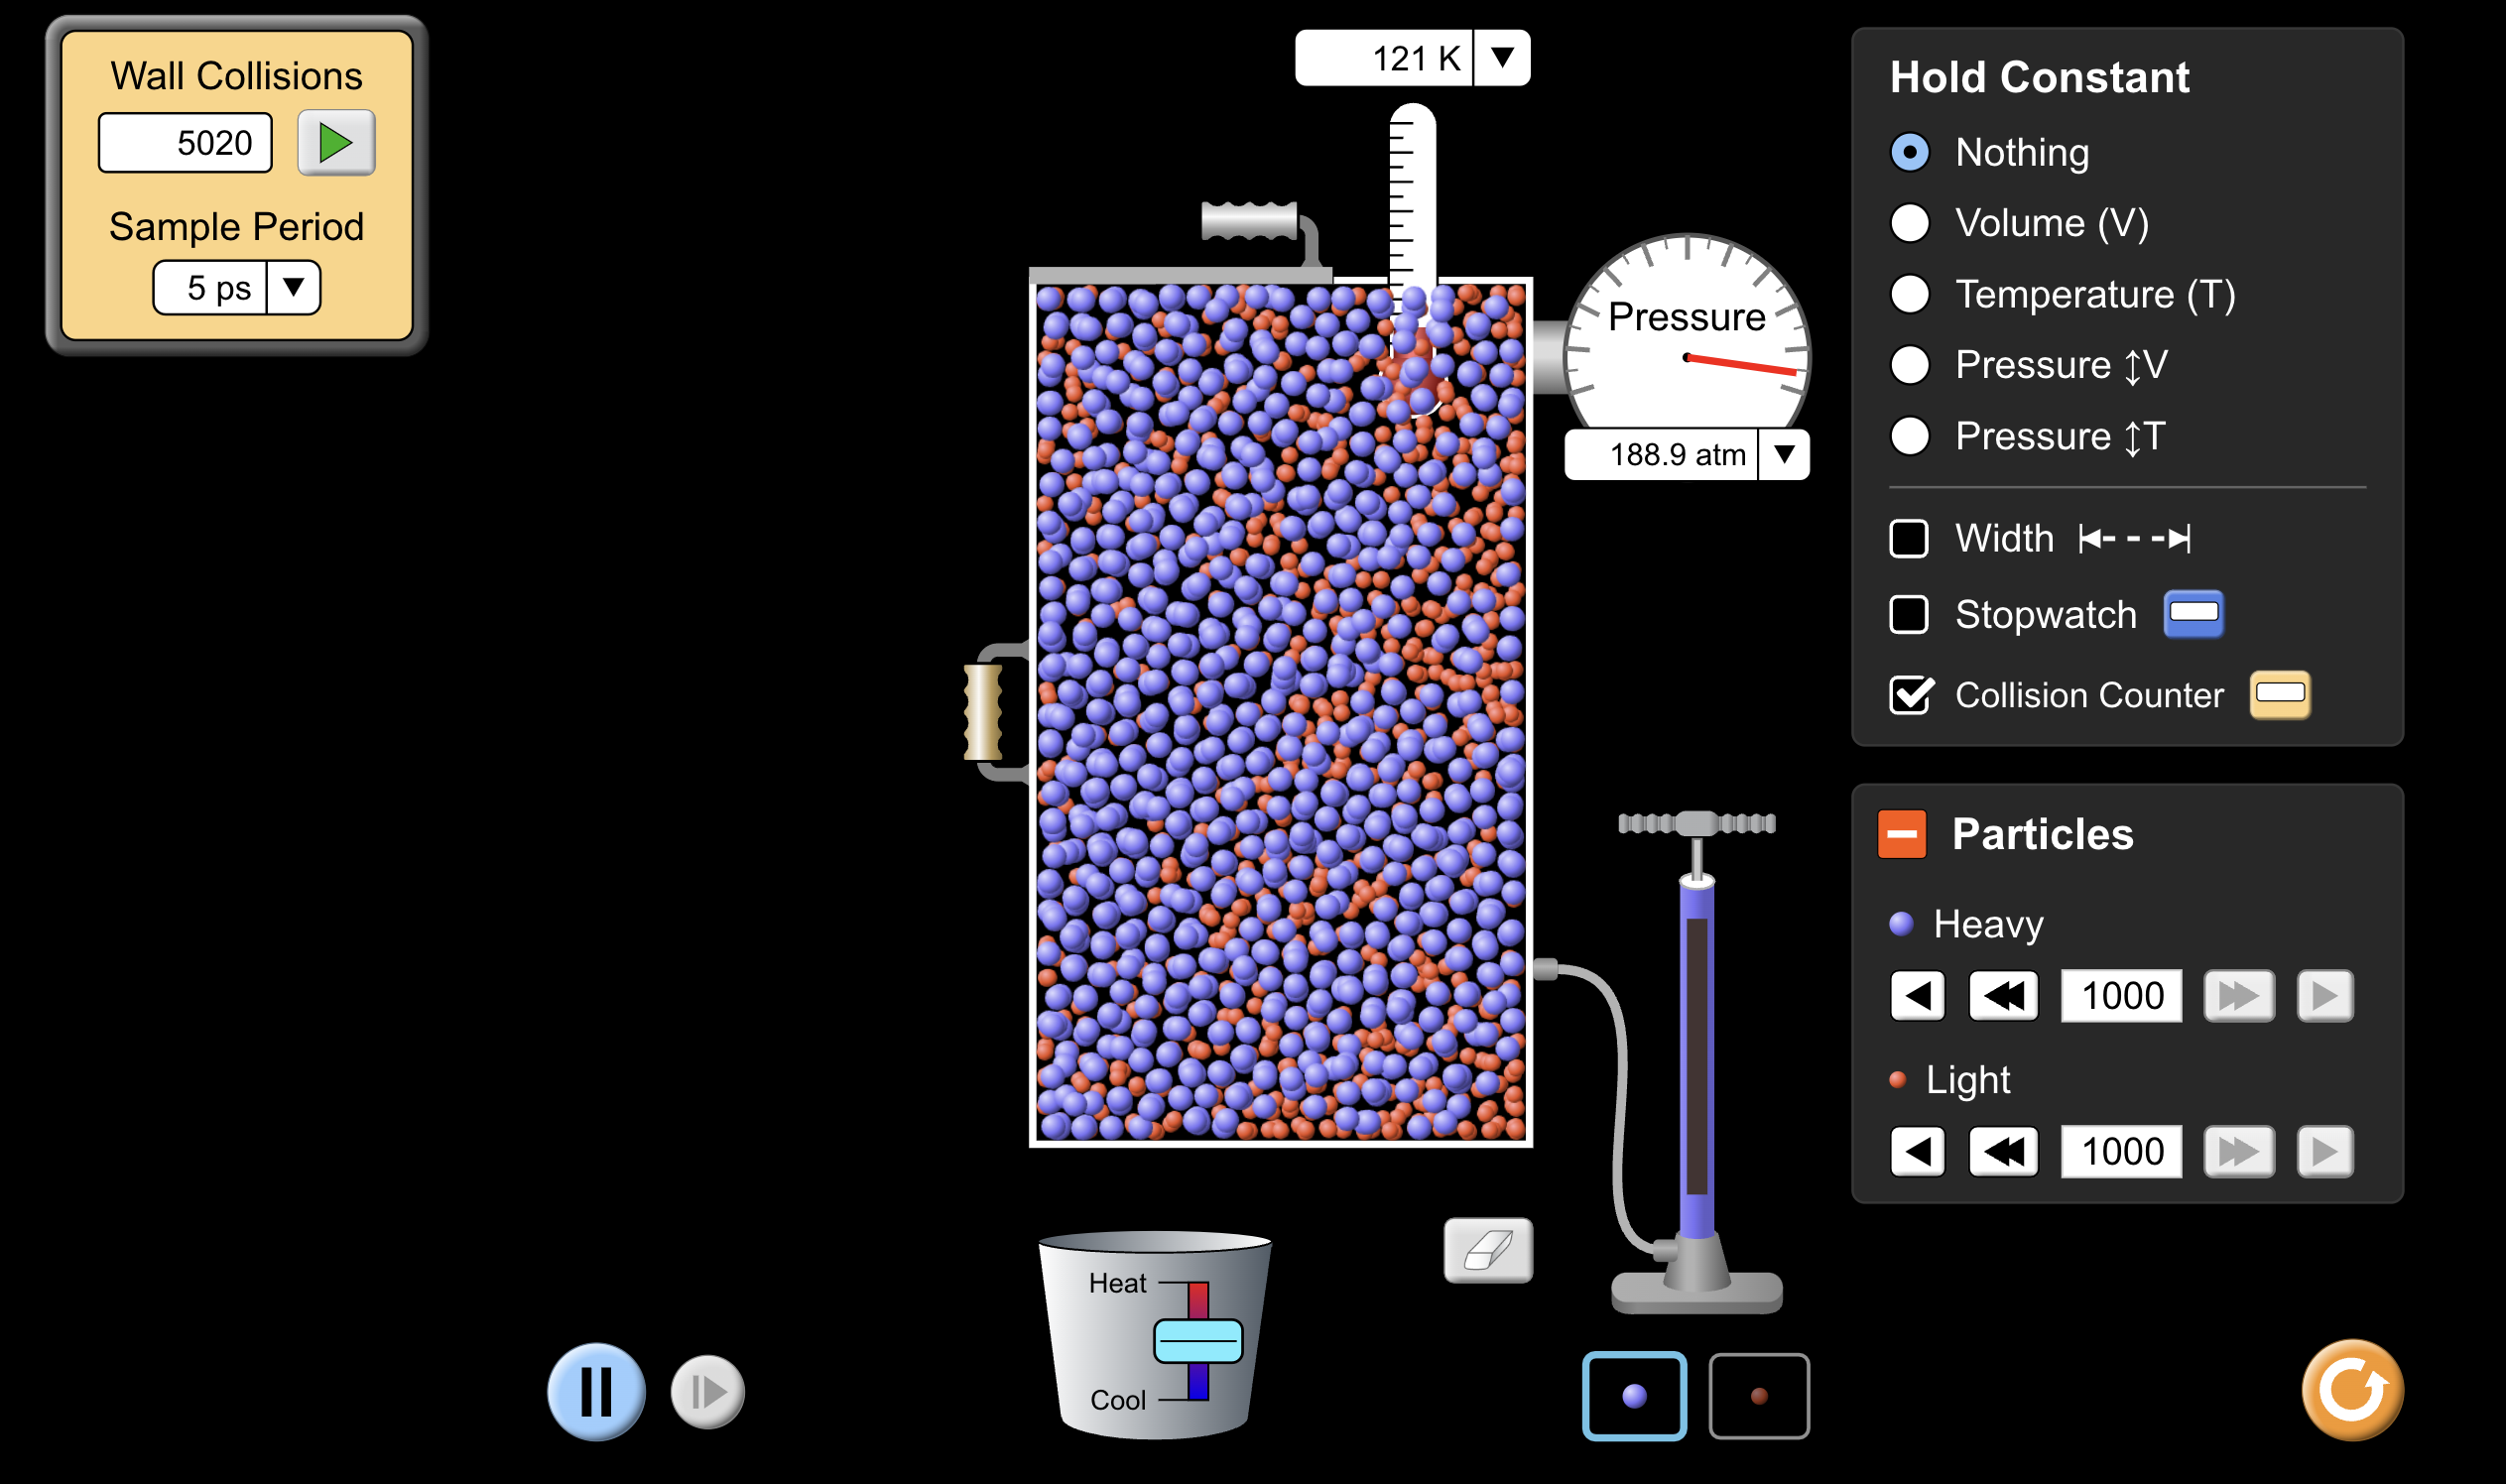 Wall Collisions
5020
Sample Period
5 ps
121 K
Pressure
188.9 atm
Hold Constant
Nothing
Volume (V)
Temperature (T)
Pressure ↕V
Pressure ↕T
Width
Stopwatch
Collision Counter
Particles
Heavy
1000
Light
1000
Heat
Cool